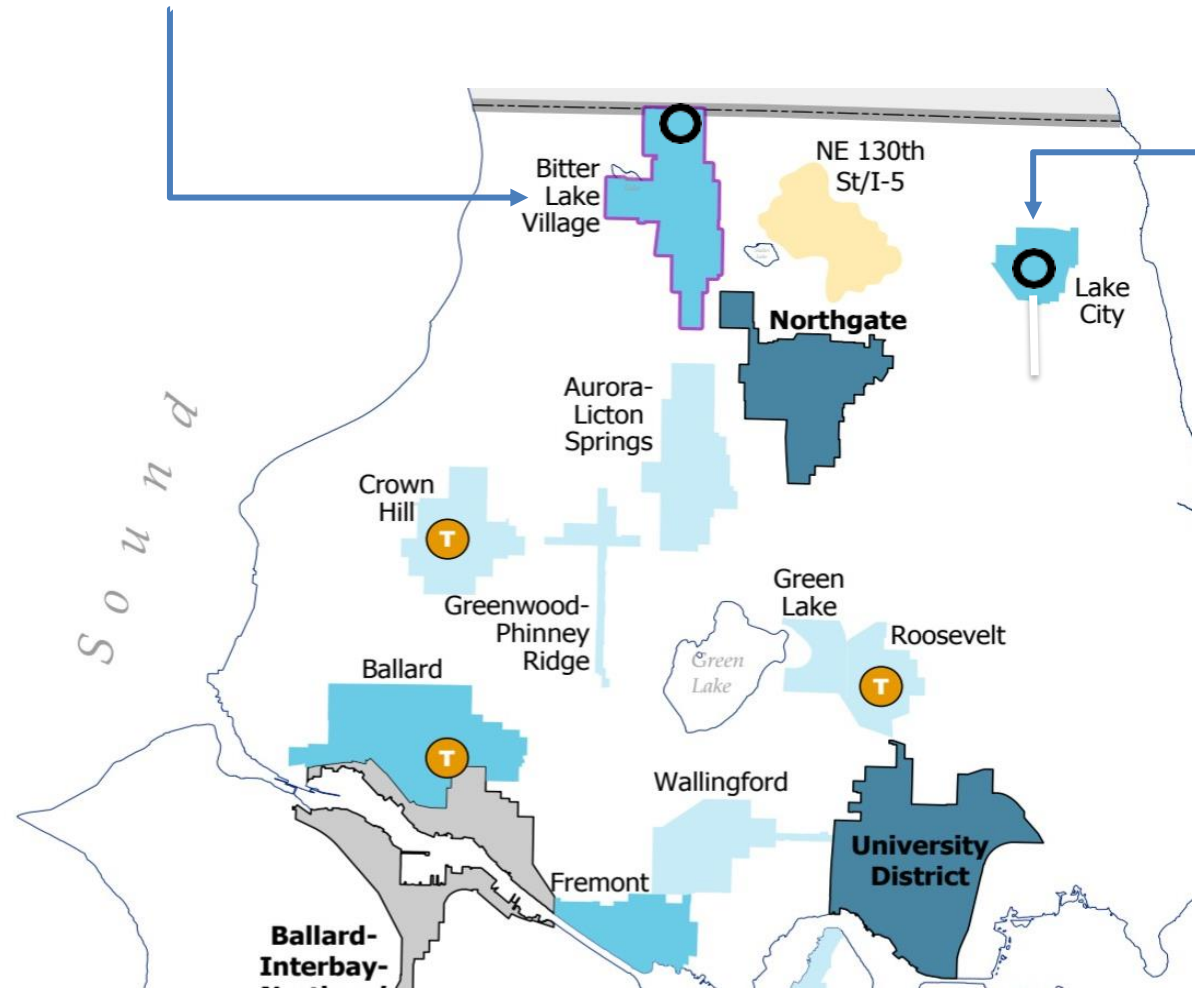 NE 130th
St/I-5
Bitter
Lake
Village
Lake
City
Northgate
Aurora-
Licton
Springs
Sound
Crown
Hill
T
Greenwood-
Phinney
Ridge
Green
Lake
Roosevelt
Green
Lake
T
Ballard
T
Wallingford
University
District
Fremont
Ballard-
Interbay-